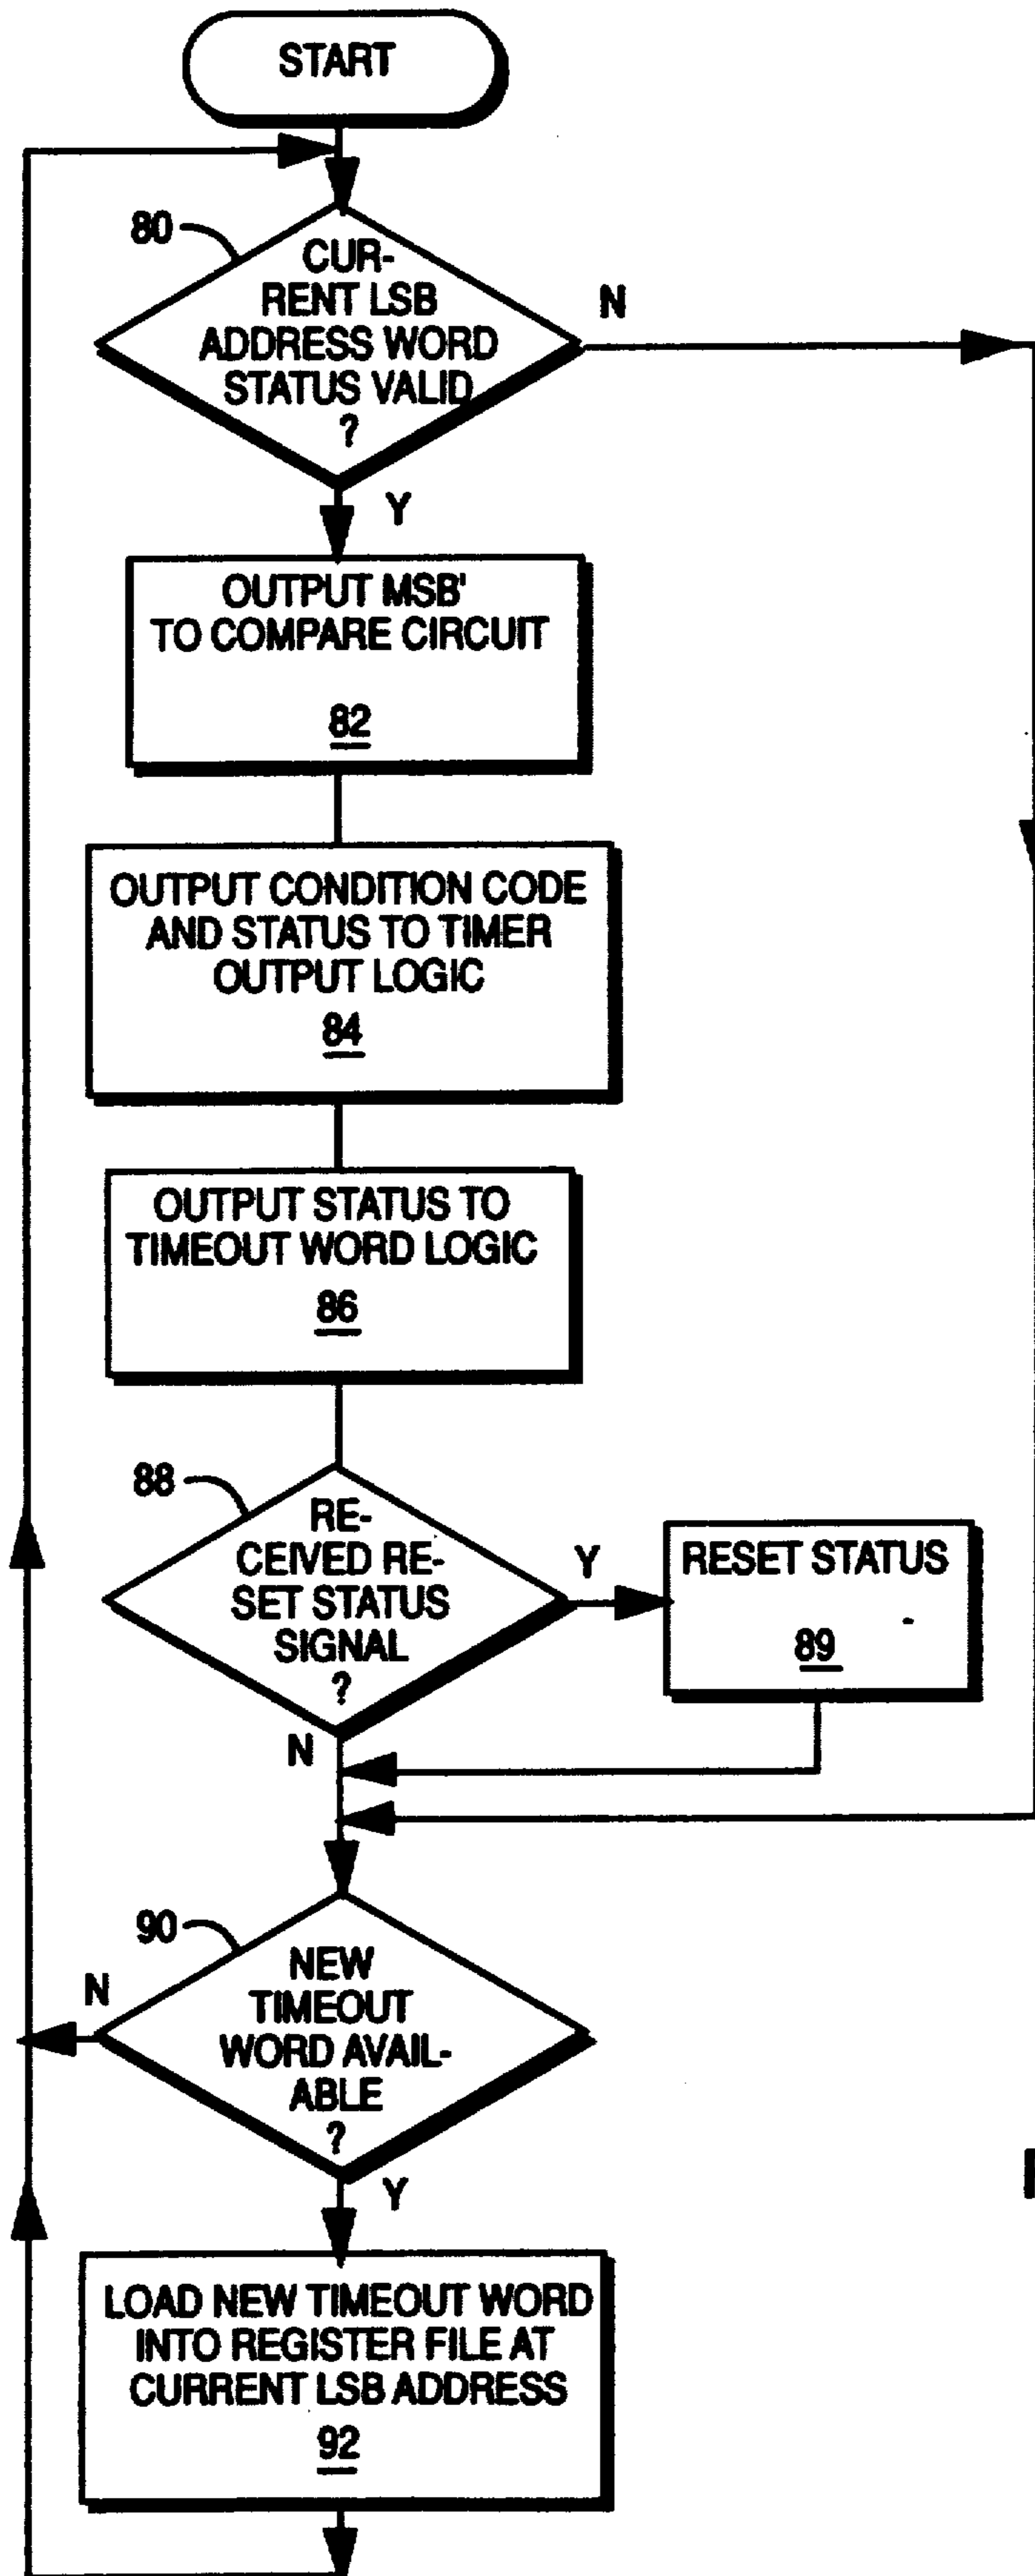 START
80
CUR-
RENT LSB
ADDRESS WORD
STATUS VALID
?
N
Y
OUTPUT MSB'
TO COMPARE CIRCUIT
82
OUTPUT CONDITION CODE
AND STATUS TO TIMER
OUTPUT LOGIC
84
OUTPUT STATUS TO
TIMEOUT WORD LOGIC
86
88
RE-
CEIVED RE-
SET STATUS
SIGNAL
?
Y
RESET STATUS
89
N
90
NEW
TIMEOUT
WORD AVAIL-
ABLE
?
N
Y
LOAD NEW TIMEOUT WORD
INTO REGISTER FILE AT
CURRENT LSB ADDRESS
92